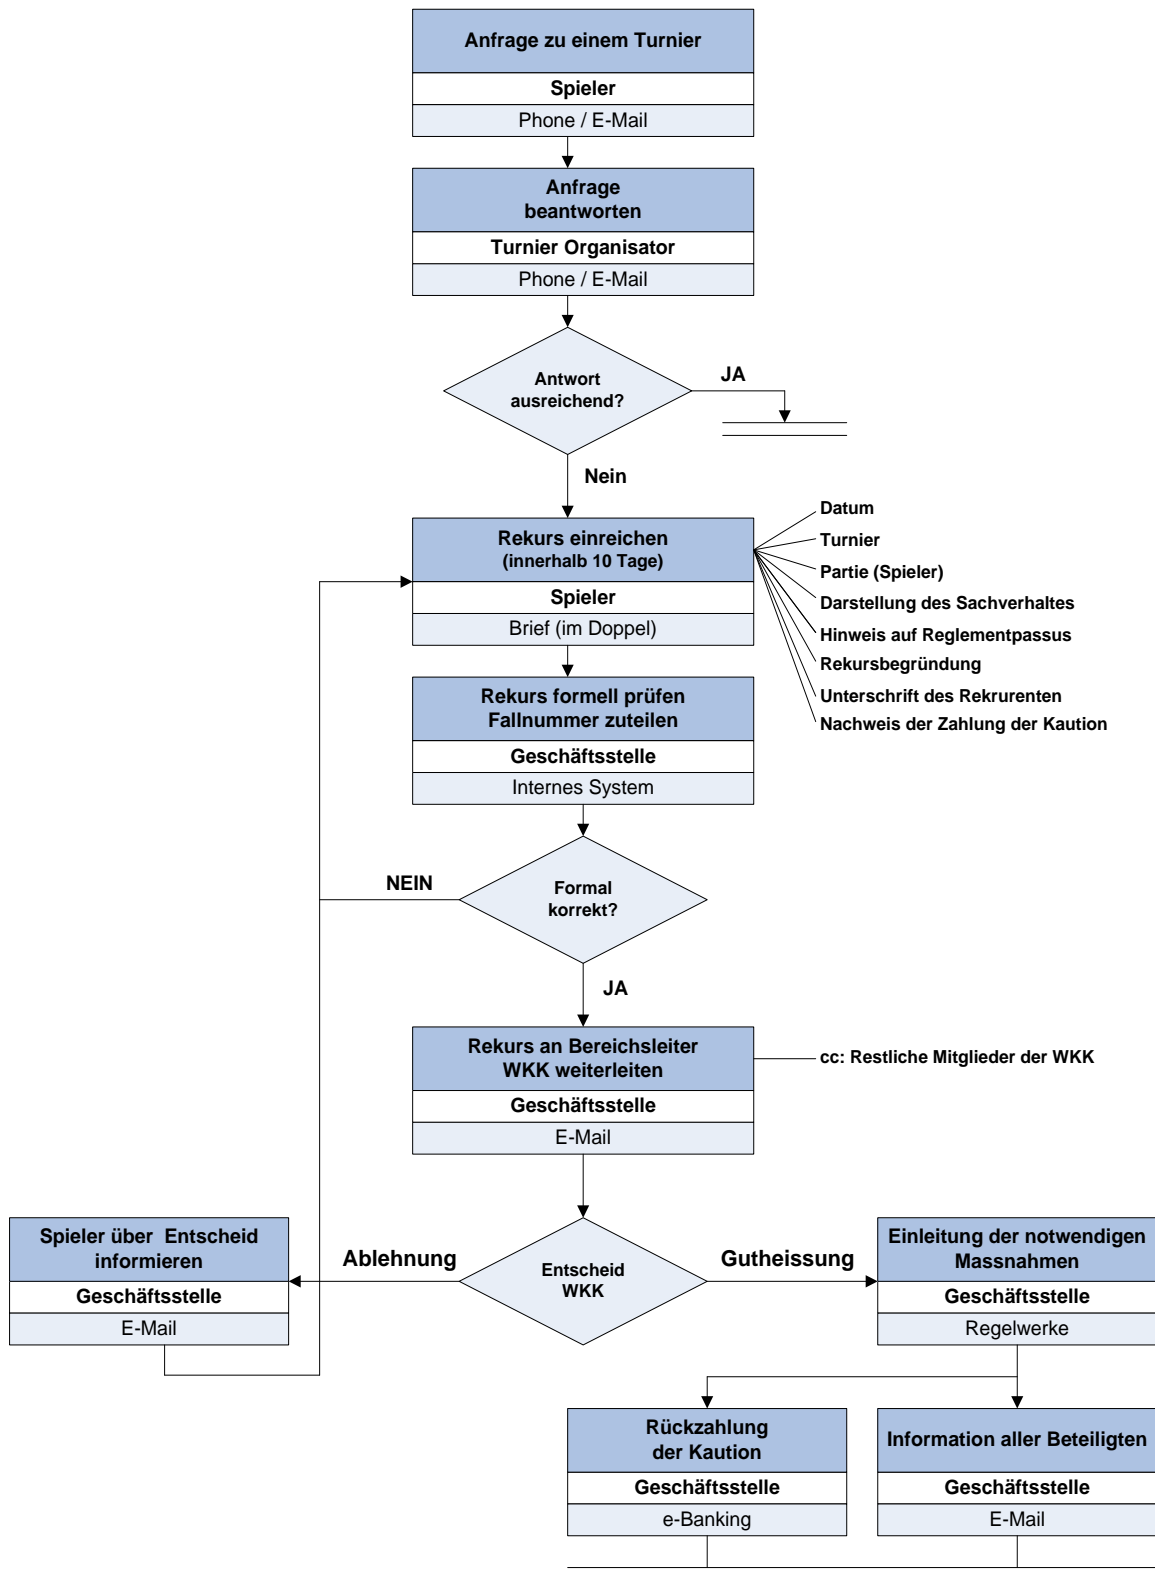 Anfrage zu einem Turnier
Spieler
Phone / E-Mail
Anfrage
beantworten
Turnier Organisator
Phone / E-Mail
Antwort
ausreichend?
JA
Nein
Rekurs einreichen
(innerhalb 10 Tage)
Spieler
Brief (im Doppel)
Datum
Turnier
Partie (Spieler)
Darstellung des Sachverhaltes
Hinweis auf Reglementpassus
Rekursbegründung
Unterschrift des Rekrurenten
Nachweis der Zahlung der Kaution
Rekurs formell prüfen
Fallnummer zuteilen
Geschäftsstelle
Internes System
NEIN
Formal
korrekt?
JA
Rekurs an Bereichsleiter
WKK weiterleiten
Geschäftsstelle
E-Mail
cc: Restliche Mitglieder der WKK
Spieler über Entscheid
informieren
Geschäftsstelle
E-Mail
Ablehnung
Entscheid
WKK
Gutheissung
Einleitung der notwendigen
Massnahmen
Geschäftsstelle
Regelwerke
Rückzahlung
der Kaution
Geschäftsstelle
e-Banking
Information aller Beteiligten
Geschäftsstelle
E-Mail